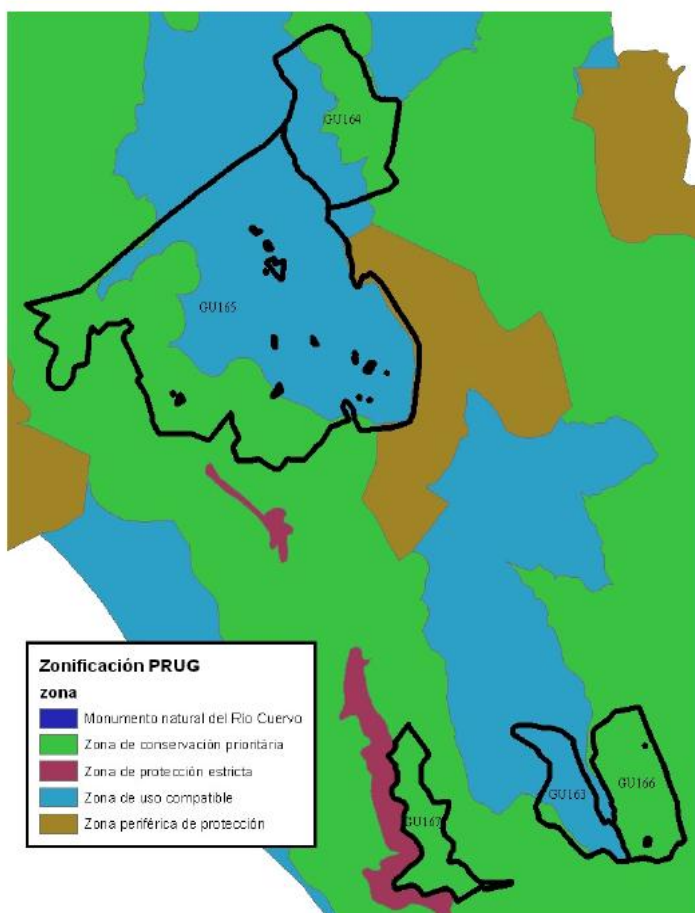 GU164
GU165
Zonificación PRUG
zona
Monumento natural del Río Cuervo
Zona de conservación prioritária
Zona de protección estricta
Zona de uso compatible
Zona periférica de protección
GU167
GU163
GU166